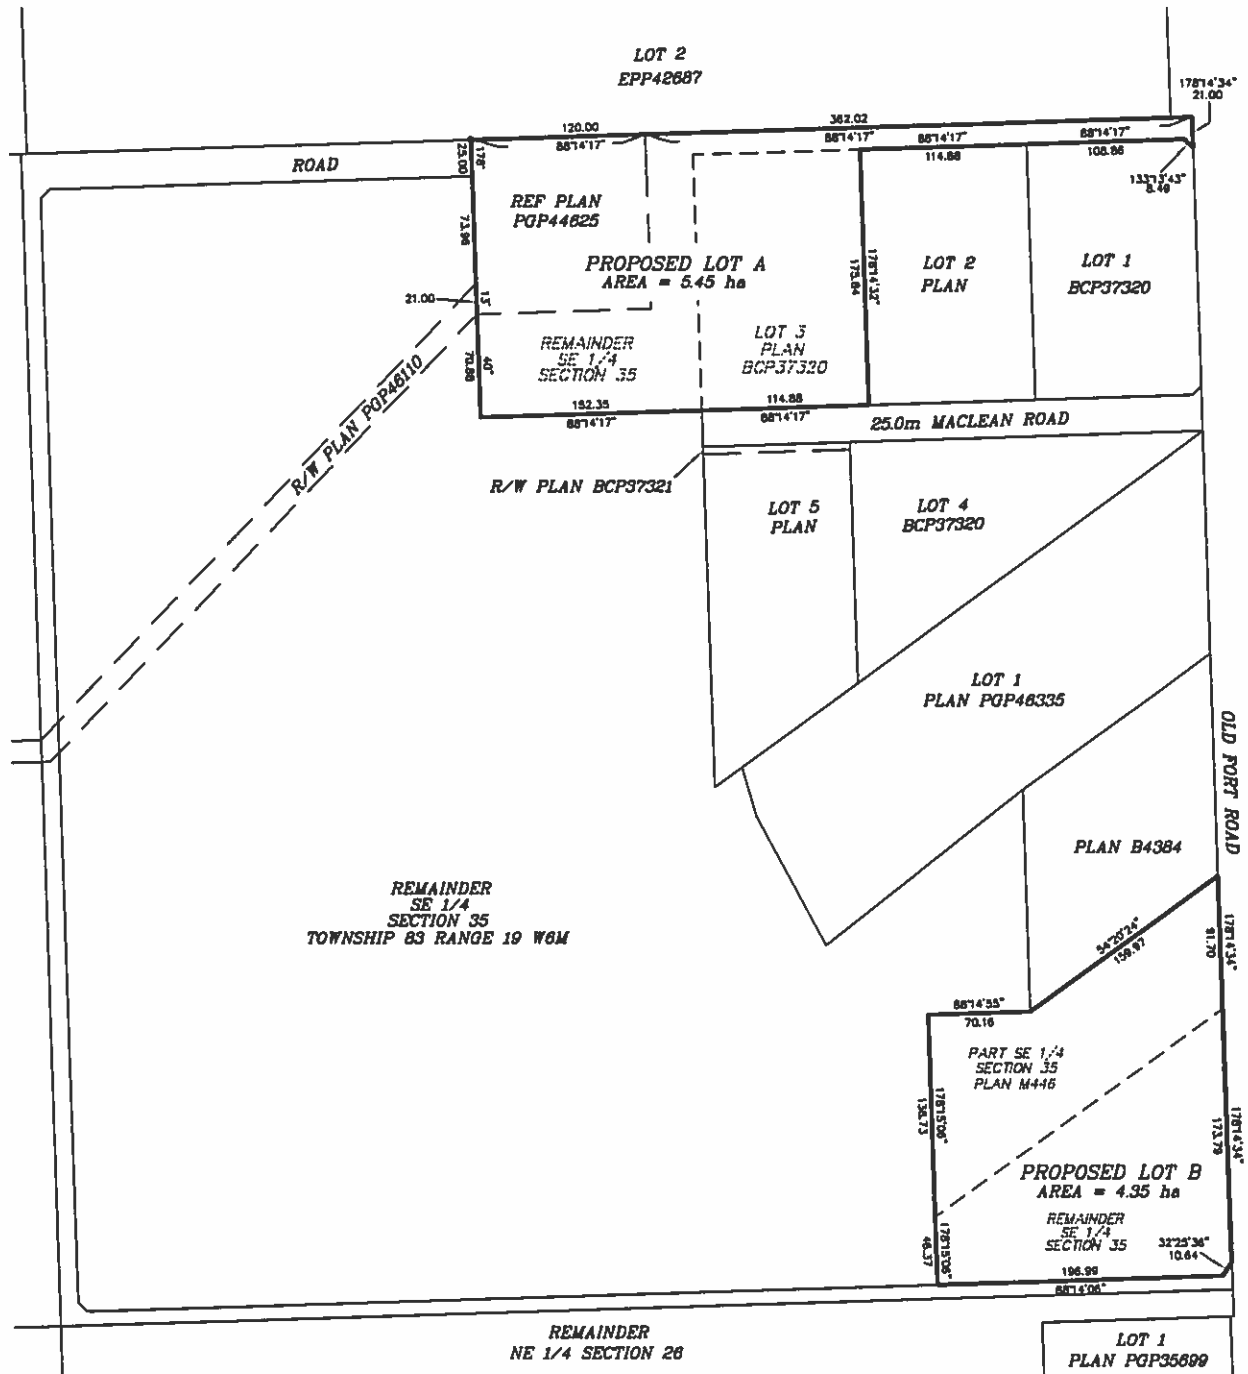 LOT 2
EPP42687
178°14'34"
21.00
120.00
88°14'17"
362.02
88°14'17"
88°14'17"
114.88
88°14'17"
108.86
133°13'43"
8.49
ROAD
25.00
178°
REF PLAN
PGP44625
73.96
PROPOSED LOT A
AREA = 5.45 ha
21.00
13'
175.84
178°14'32"
LOT 2
PLAN
LOT 1
BCP37320
LOT 3
PLAN
BCP37320
REMAINDER
SE 1/4
SECTION 35
70.88
40"
152.35
88°14'17"
114.88
88°14'17"
25.0m MACLEAN ROAD
R/W PLAN PGP46110
R/W PLAN BCP37321
LOT 5
PLAN
LOT 4
BCP37320
LOT 1
PLAN PGP46335
OLD FORT ROAD
PLAN B4384
REMAINDER
SE 1/4
SECTION 35
TOWNSHIP 83 RANGE 19 W6M
54°20'24"
159.97
91.70
178°14'34"
88°14'55"
70.16
PART SE 1/4
SECTION 35
PLAN M446
138.73
178°15'06"
173.79
178°14'34"
PROPOSED LOT B
AREA = 4.35 ha
REMAINDER
SE 1/4
SECTION 35
46.37
178°15'06"
32°25'36"
10.64
196.99
88°14'06"
REMAINDER
NE 1/4 SECTION 26
LOT 1
PLAN PGP35699